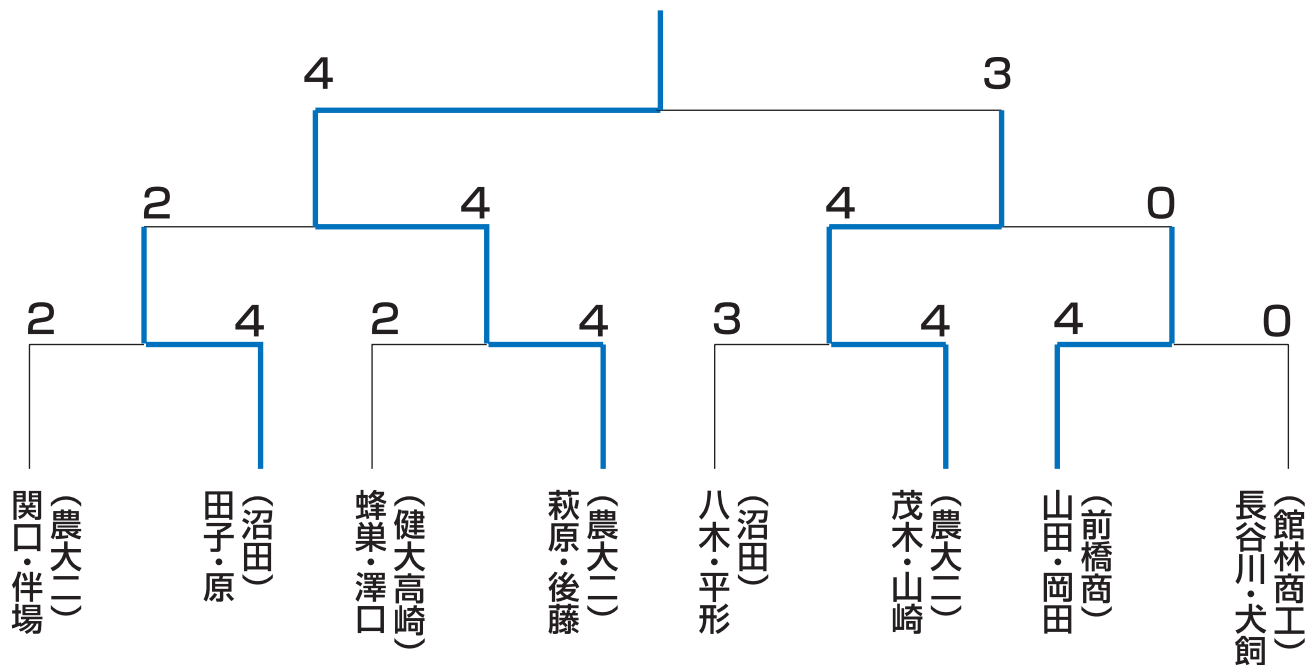 4
3
2
4
4
0
2
4
2
4
3
4
4
0
関口・伴場
(農大二)
田子・原
(沼田)
蜂巣・澤口
(健大高崎)
萩原・後藤
(農大二)
八木・平形
(沼田)
茂木・山崎
(農大二)
山田・岡田
(前橋商)
長谷川・犬飼
(館林商工)